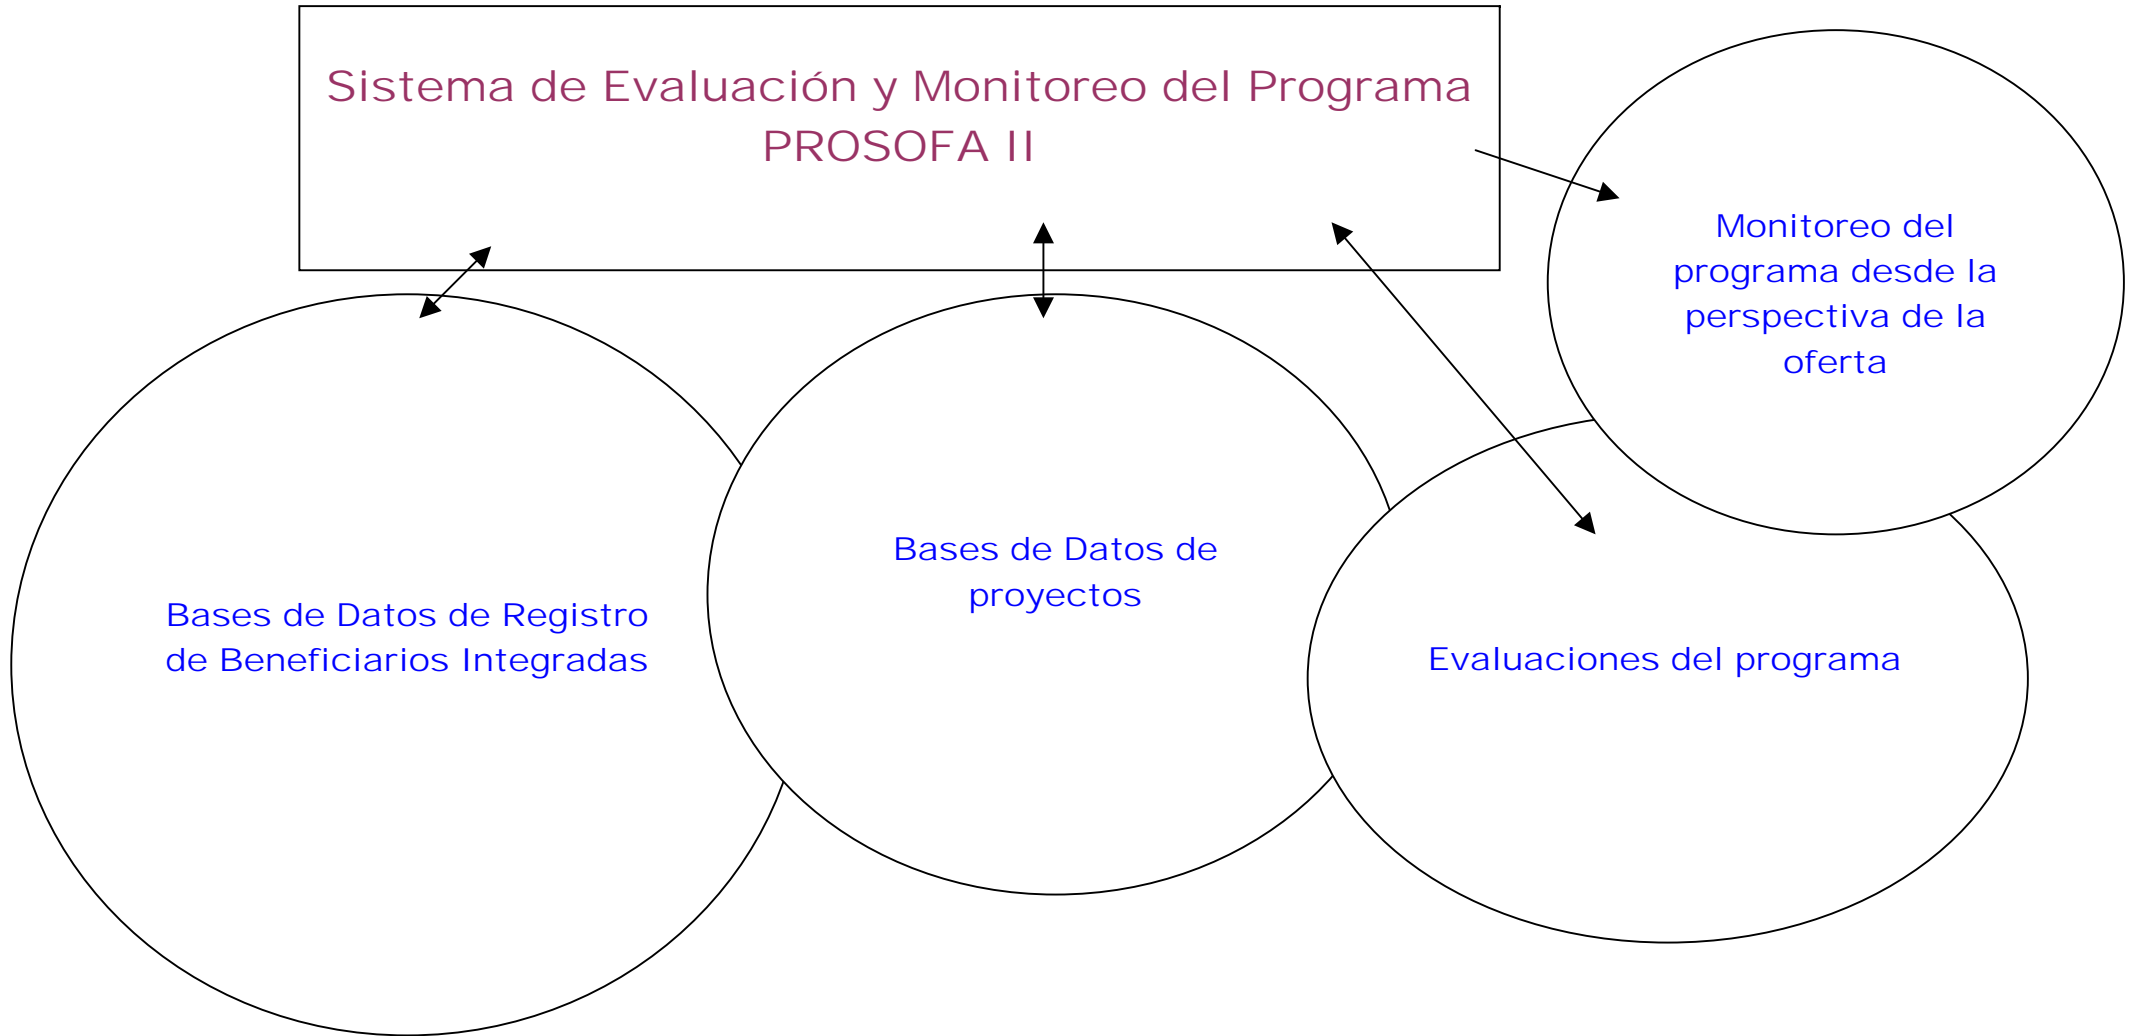 Sistema de Evaluación y Monitoreo del Programa
PROSOFA II
Monitoreo del
programa desde la
perspectiva de la
oferta
Bases de Datos de
proyectos
Bases de Datos de Registro
de Beneficiarios Integradas
Evaluaciones del programa